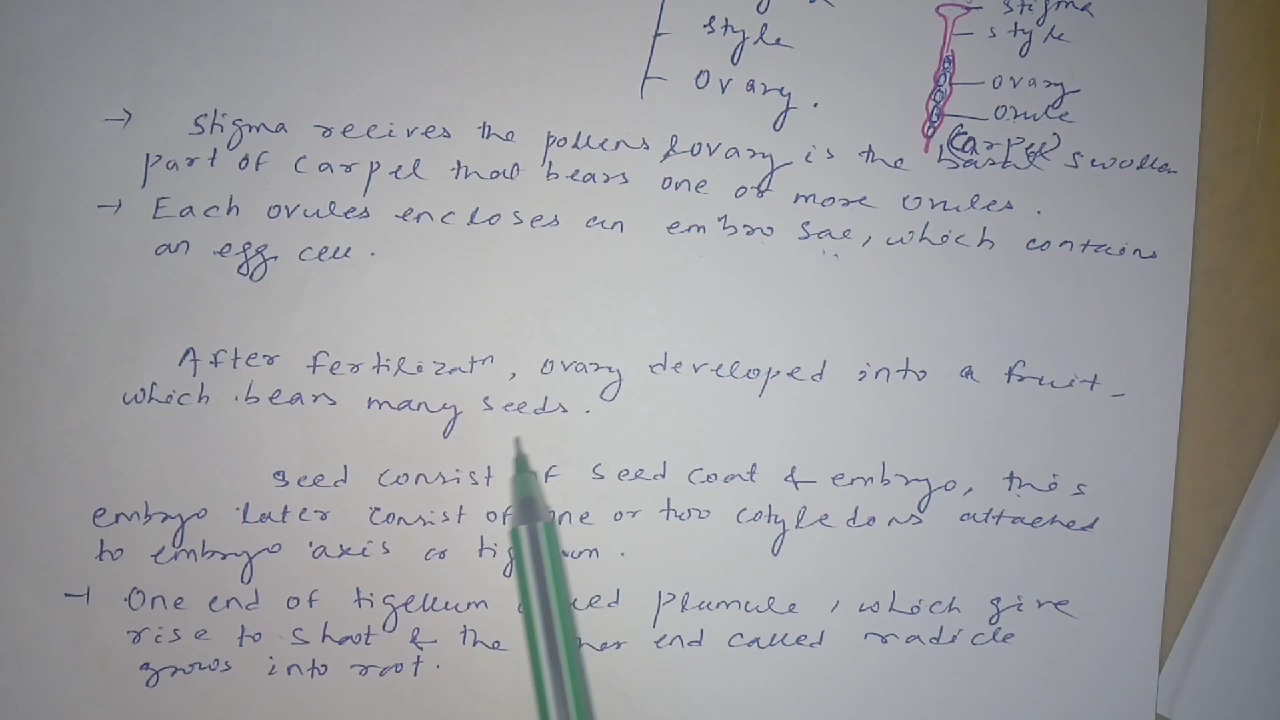 style
ovary.
stigma
style
ovary
ovule
(Carpel)
→ Stigma recives the pollens & ovary is the basal swollen
part of carpel that bears one or more ovules.
→ Each ovules encloses an embro sac, which contains
an egg cell.
After fertilizatn, ovary developed into a fruit
which bears many seeds.
seed consist of seed coat & embryo, this
embryo later consist of one or two cotyledons attached
to embryo axis or
→ One end of tigellum called plumule, which give
rise to shoot & the other end called radicle
grows into root.